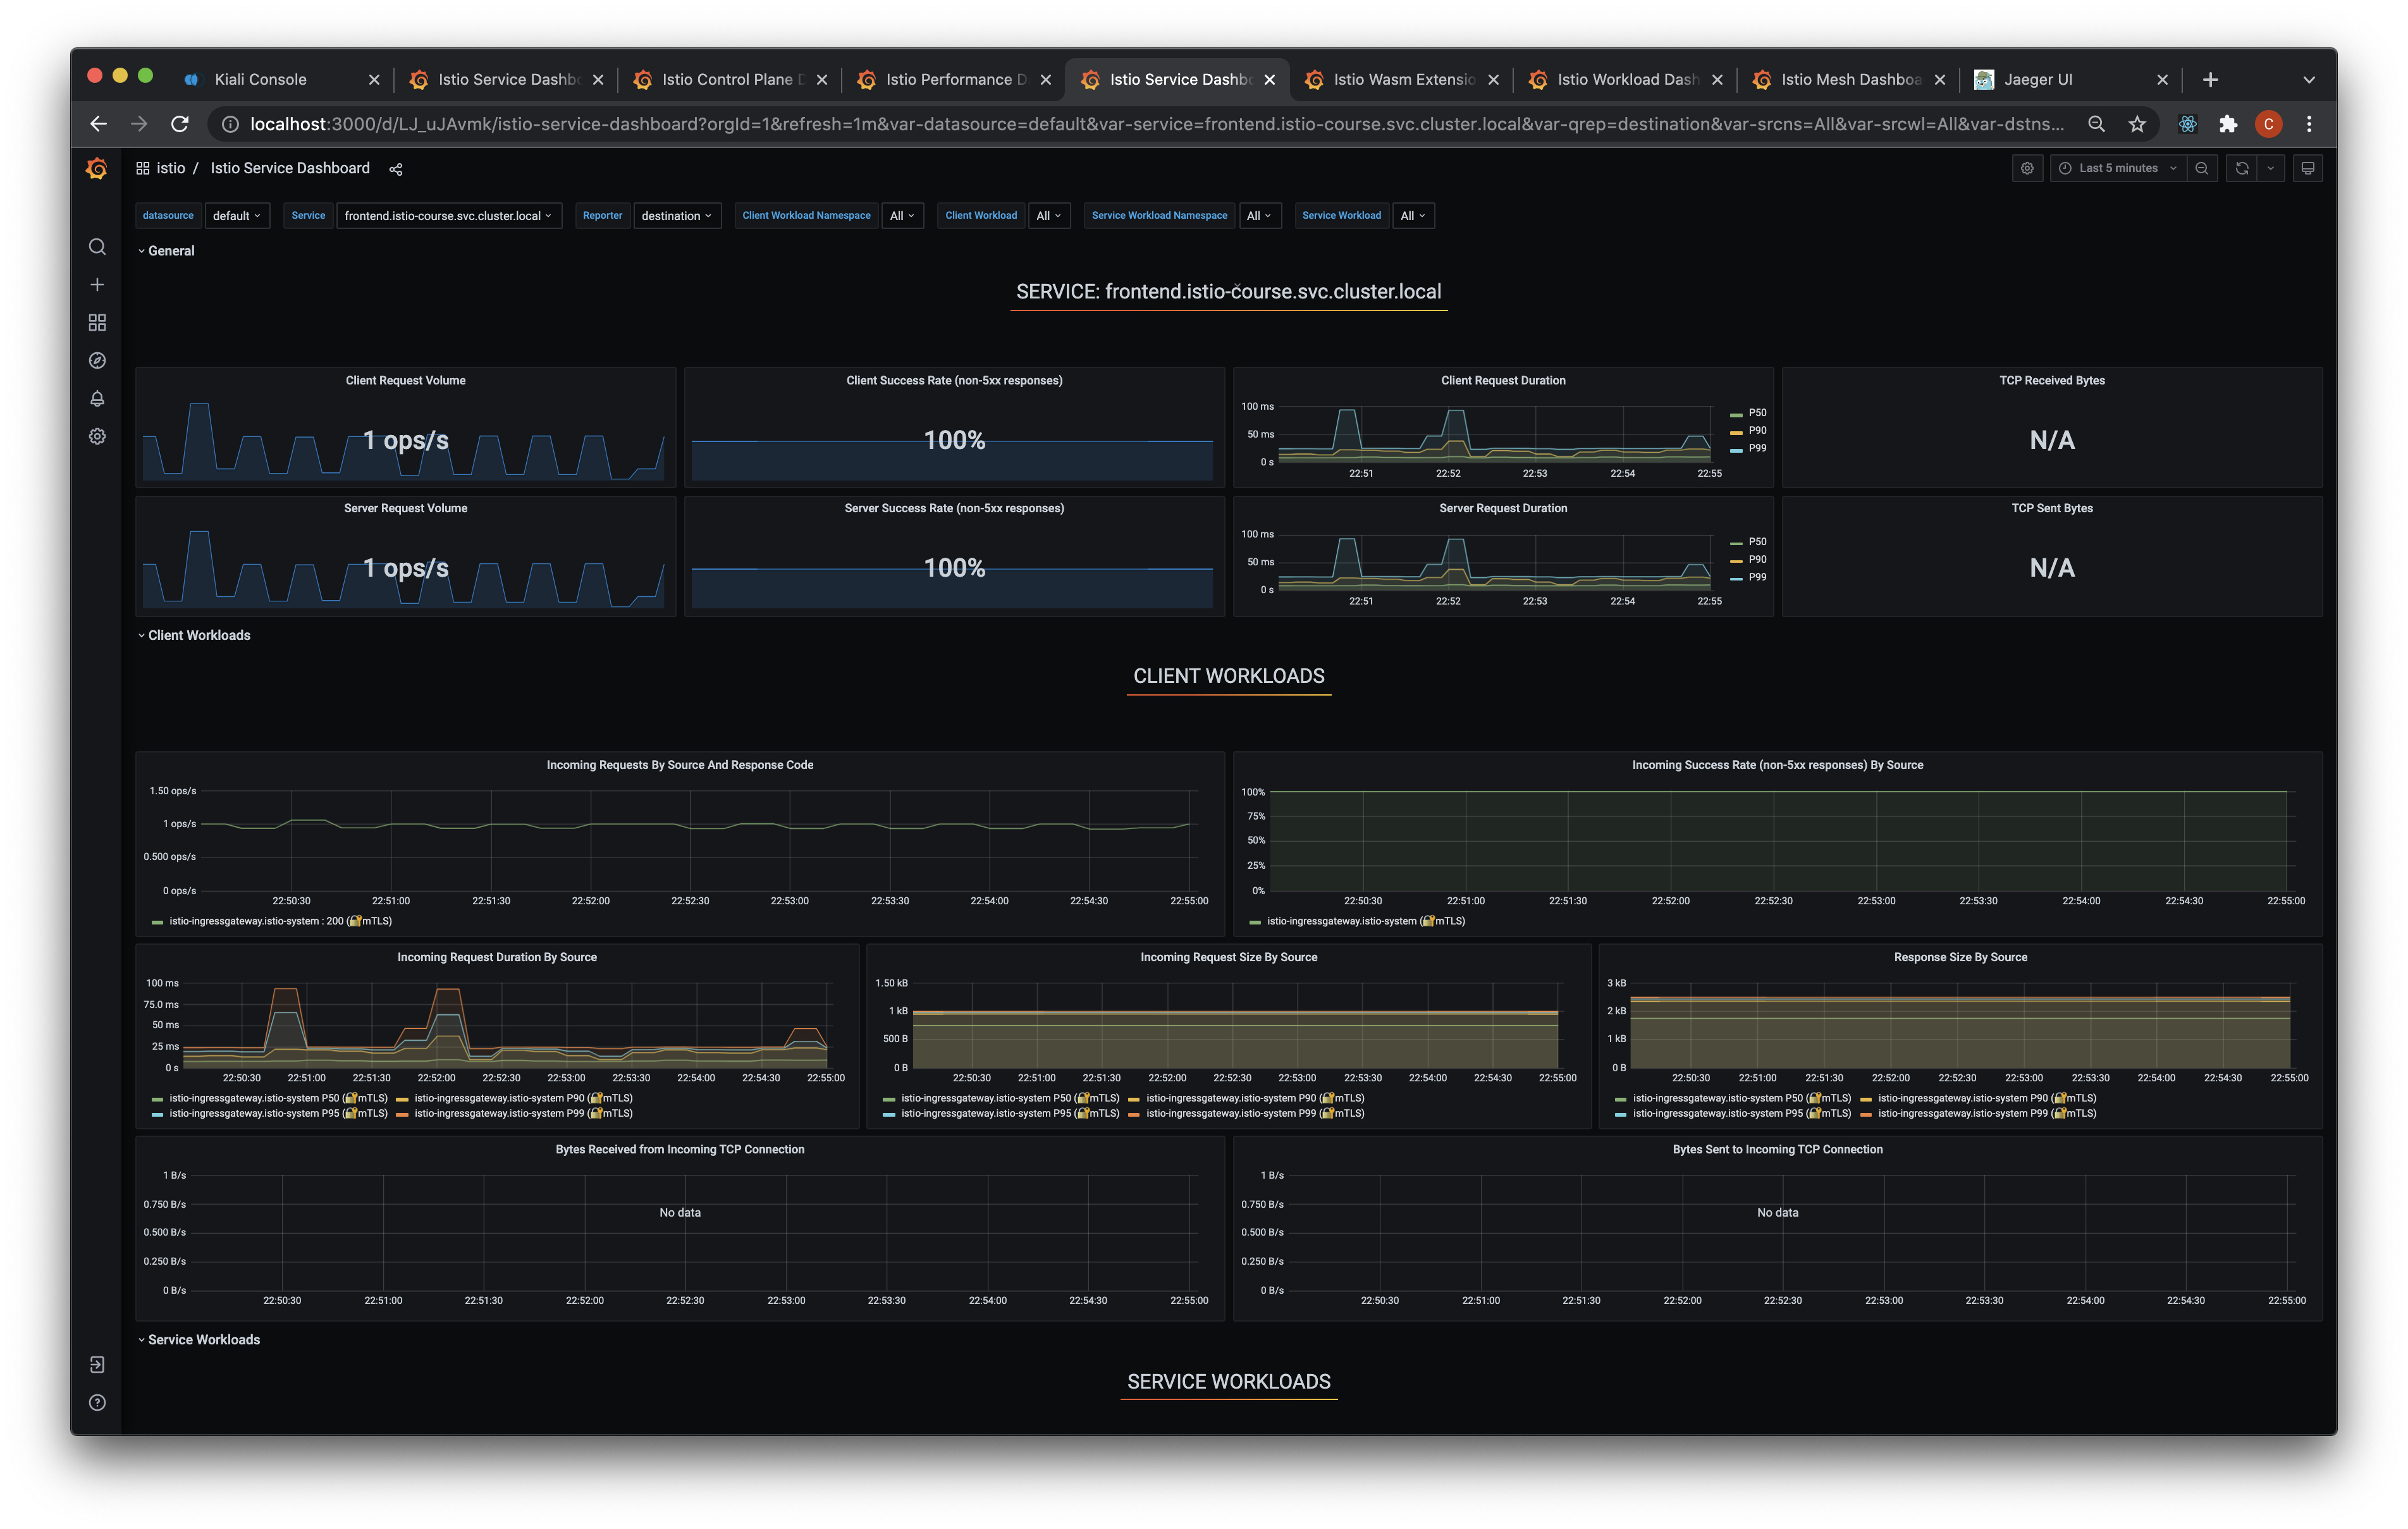 Kiali Console
Istio Service Dashbo
Istio Control Plane D
Istio Performance D
Istio Service Dashbo
Istio Wasm Extensio
Istio Workload Dash
Istio Mesh Dashboa
Jaeger UI
localhost:3000/d/LJ_uJAvmk/istio-service-dashboard?orgId=1&refresh=1m&var-datasource=default&var-service=frontend.istio-course.svc.cluster.local&var-qrep=destination&var-srcns=All&var-srcwl=All&var-dstns...
C
istio / Istio Service Dashboard
Last 5 minutes
datasource default Service frontend.istio-course.svc.cluster.local Reporter destination Client Workload Namespace All Client Workload All Service Workload Namespace All Service Workload All
General
SERVICE: frontend.istio-course.svc.cluster.local
Client Request Volume
1 ops/s
Client Success Rate (non-5xx responses)
100%
Client Request Duration
100 ms
50 ms
0 s
22:51 22:52 22:53 22:54 22:55
P50
P90
P99
TCP Received Bytes
N/A
Server Request Volume
1 ops/s
Server Success Rate (non-5xx responses)
100%
Server Request Duration
100 ms
50 ms
0 s
22:51 22:52 22:53 22:54 22:55
P50
P90
P99
TCP Sent Bytes
N/A
Client Workloads
CLIENT WORKLOADS
Incoming Requests By Source And Response Code
1.50 ops/s
1 ops/s
0.500 ops/s
0 ops/s
22:50:30 22:51:00 22:51:30 22:52:00 22:52:30 22:53:00 22:53:30 22:54:00 22:54:30 22:55:00
istio-ingressgateway.istio-system : 200 (🔐mTLS)
Incoming Success Rate (non-5xx responses) By Source
100%
75%
50%
25%
0%
22:50:30 22:51:00 22:51:30 22:52:00 22:52:30 22:53:00 22:53:30 22:54:00 22:54:30 22:55:00
istio-ingressgateway.istio-system (🔐mTLS)
Incoming Request Duration By Source
100 ms
75.0 ms
50 ms
25 ms
0 s
22:50:30 22:51:00 22:51:30 22:52:00 22:52:30 22:53:00 22:53:30 22:54:00 22:54:30 22:55:00
istio-ingressgateway.istio-system P50 (🔐mTLS) istio-ingressgateway.istio-system P90 (🔐mTLS)
istio-ingressgateway.istio-system P95 (🔐mTLS) istio-ingressgateway.istio-system P99 (🔐mTLS)
Incoming Request Size By Source
1.50 kB
1 kB
500 B
0 B
22:50:30 22:51:00 22:51:30 22:52:00 22:52:30 22:53:00 22:53:30 22:54:00 22:54:30 22:55:00
istio-ingressgateway.istio-system P50 (🔐mTLS) istio-ingressgateway.istio-system P90 (🔐mTLS)
istio-ingressgateway.istio-system P95 (🔐mTLS) istio-ingressgateway.istio-system P99 (🔐mTLS)
Response Size By Source
3 kB
2 kB
1 kB
0 B
22:50:30 22:51:00 22:51:30 22:52:00 22:52:30 22:53:00 22:53:30 22:54:00 22:54:30 22:55:00
istio-ingressgateway.istio-system P50 (🔐mTLS) istio-ingressgateway.istio-system P90 (🔐mTLS)
istio-ingressgateway.istio-system P95 (🔐mTLS) istio-ingressgateway.istio-system P99 (🔐mTLS)
Bytes Received from Incoming TCP Connection
1 B/s
0.750 B/s
0.500 B/s
0.250 B/s
0 B/s
No data
22:50:30 22:51:00 22:51:30 22:52:00 22:52:30 22:53:00 22:53:30 22:54:00 22:54:30 22:55:00
Bytes Sent to Incoming TCP Connection
1 B/s
0.750 B/s
0.500 B/s
0.250 B/s
0 B/s
No data
22:50:30 22:51:00 22:51:30 22:52:00 22:52:30 22:53:00 22:53:30 22:54:00 22:54:30 22:55:00
Service Workloads
SERVICE WORKLOADS